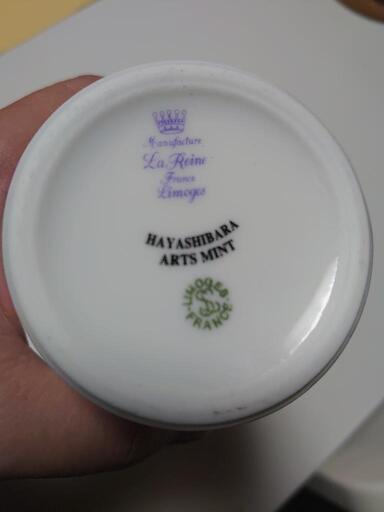 Manufacture
La Reine
France
Limoges
HAYASHIBARA
ARTS MINT
LIMOGES
FRANCE